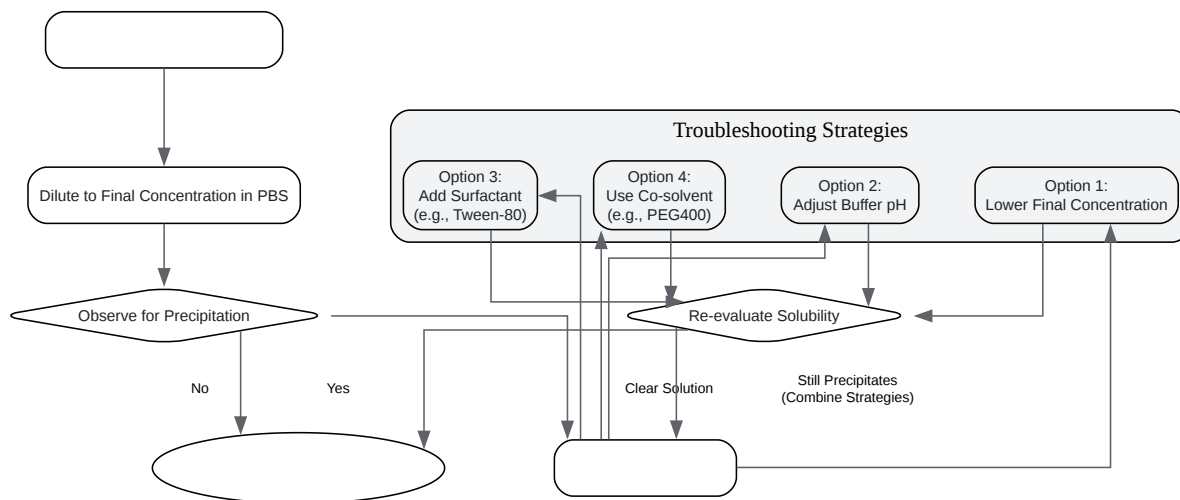 Troubleshooting Strategies
Option 3:
Add Surfactant
(e.g., Tween-80)
Option 4:
Use Co-solvent
(e.g., PEG400)
Option 2:
Adjust Buffer pH
Option 1:
Lower Final Concentration
Dilute to Final Concentration in PBS
Observe for Precipitation
Re-evaluate Solubility
No
Yes
Clear Solution
Still Precipitates
(Combine Strategies)